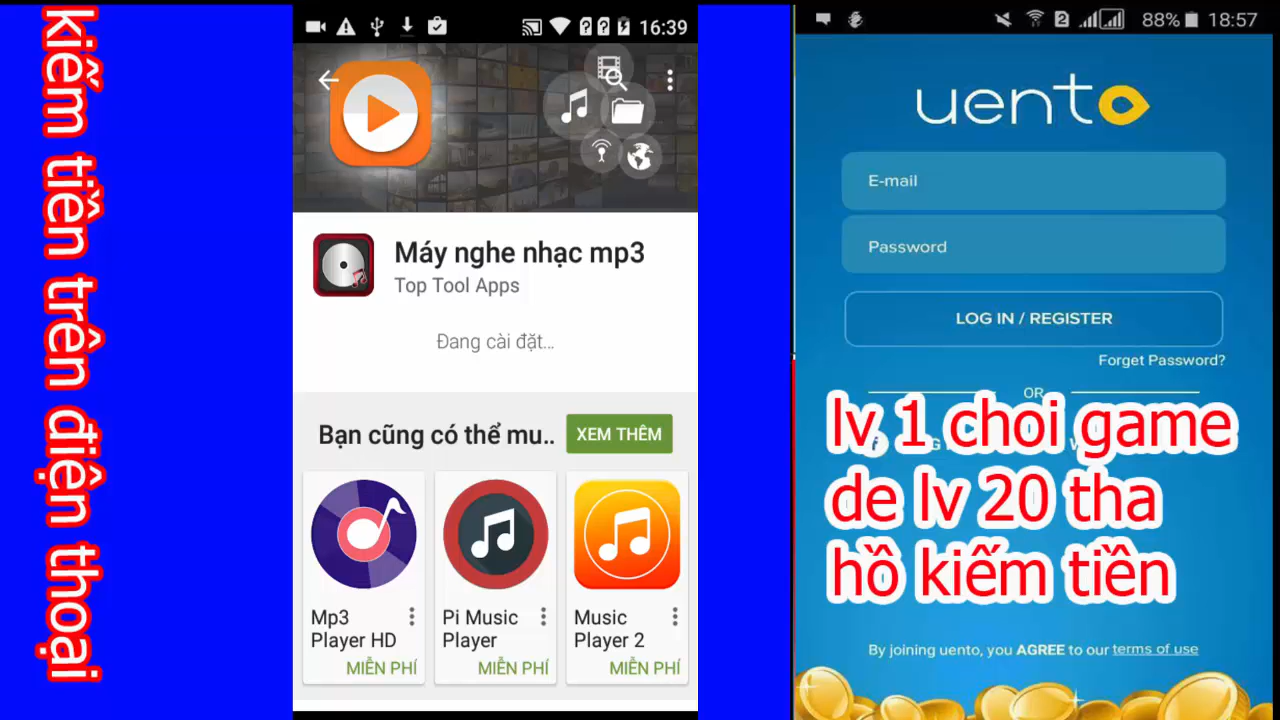 kiếm tiền trên điện thoại
16:39
Máy nghe nhạc mp3
Top Tool Apps
Đang cài đặt...
Bạn cũng có thể mu..
XEM THÊM
Mp3
Player HD
MIỄN PHÍ
Pi Music
Player
MIỄN PHÍ
Music
Player 2
MIỄN PHÍ
2
88%
18:57
uento
E-mail
Password
LOG IN / REGISTER
Forget Password?
OR
lv 1 choi game
de lv 20 tha
hồ kiếm tiền
By joining uento, you AGREE to our terms of use